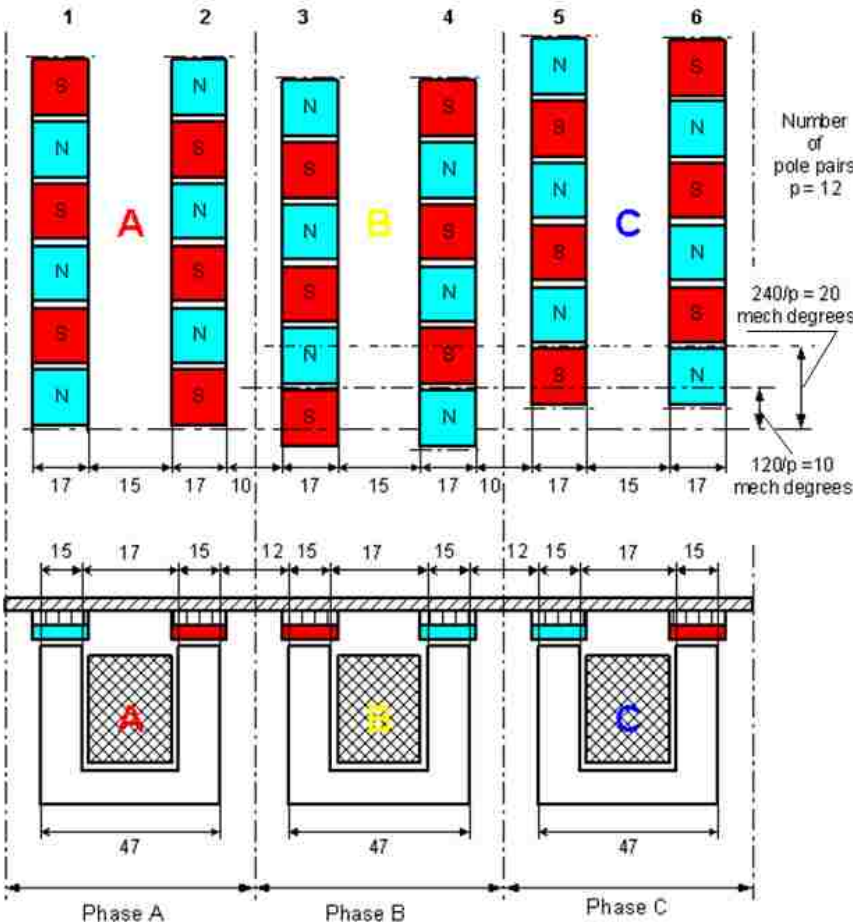 1 2 3 4 5 6
S N N S N S
N S S N S N
S N N S N S
N S S N S N
S N N S N S
N S S N S N
A B C
Number
of
pole pairs
p = 12
240/p = 20
mech degrees
120/p =10
mech degrees
17 15 17 10 17 15 17 10 17 15 17
15 17 15 12 15 17 15 12 15 17 15
A B C
47 47 47
Phase A Phase B Phase C